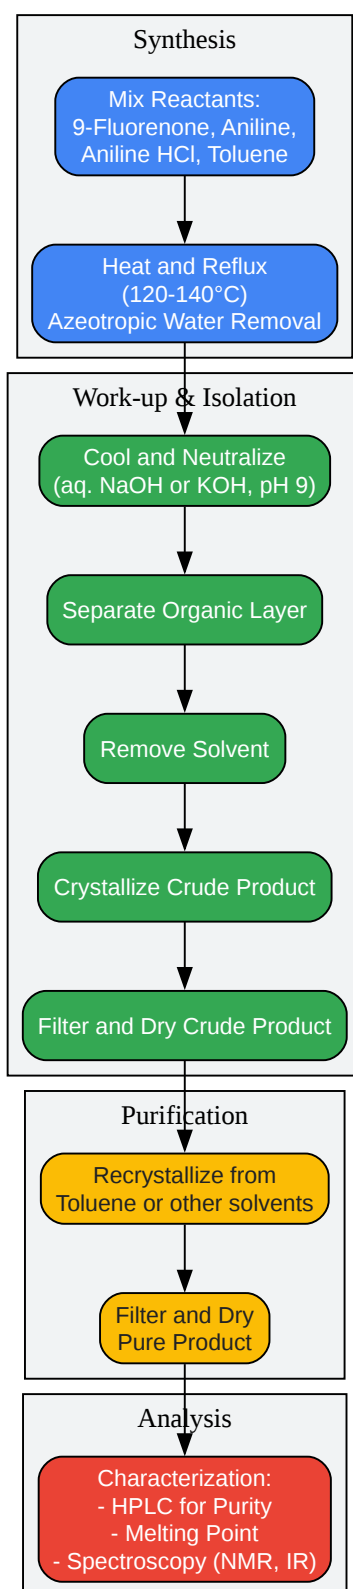 Synthesis
Mix Reactants:
9-Fluorenone, Aniline,
Aniline HCl, Toluene
Heat and Reflux
(120-140°C)
Azeotropic Water Removal
Work-up & Isolation
Cool and Neutralize
(aq. NaOH or KOH, pH 9)
Separate Organic Layer
Remove Solvent
Crystallize Crude Product
Filter and Dry Crude Product
Purification
Recrystallize from
Toluene or other solvents
Filter and Dry
Pure Product
Analysis
Characterization:
- HPLC for Purity
- Melting Point
- Spectroscopy (NMR, IR)